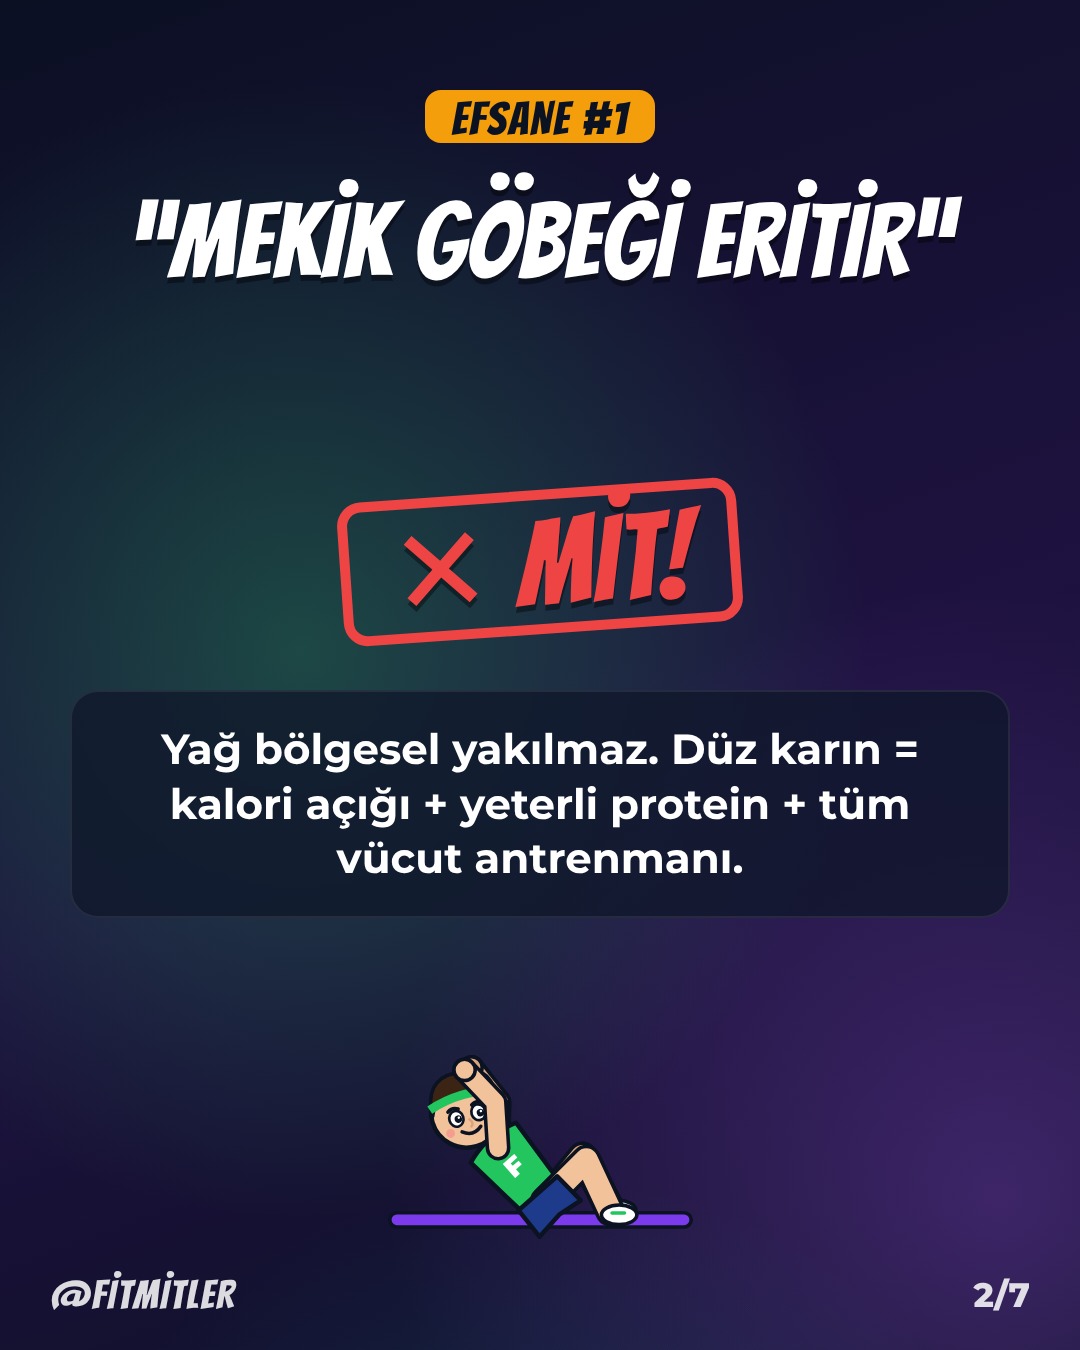 EFSANE #1
"MEKİK GÖBEĞİ ERİTİR"
× MİT!
Yağ bölgesel yakılmaz. Düz karın =
kalori açığı + yeterli protein + tüm
vücut antrenmanı.
F
@FİTMİTLER
2/7